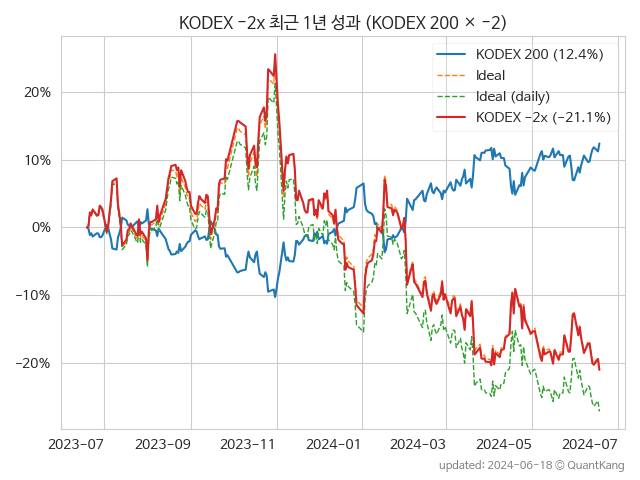 KODEX -2x 최근 1년 성과 (KODEX 200 × -2)
KODEX 200 (12.4%)
Ideal
Ideal (daily)
KODEX -2x (-21.1%)
20%
10%
0%
-10%
-20%
2023-07 2023-09 2023-11 2024-01 2024-03 2024-05 2024-07
updated: 2024-06-18 © QuantKang